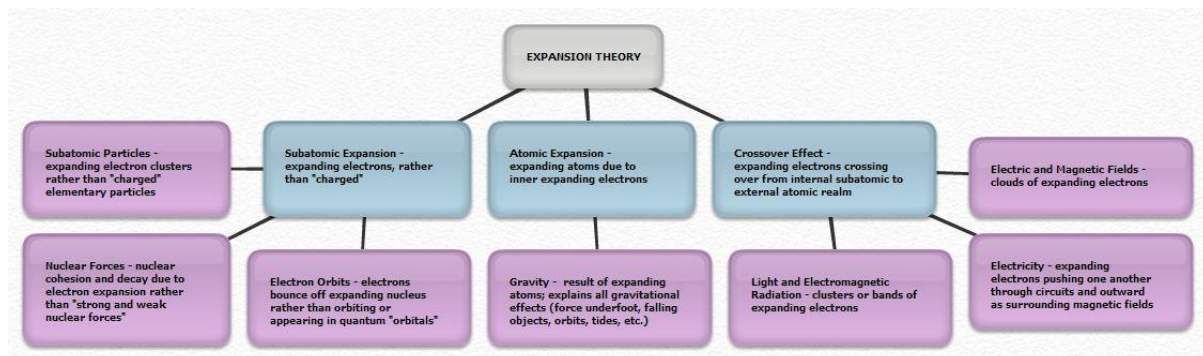 EXPANSION THEORY
Subatomic Particles -
expanding electron clusters
rather than "charged"
elementary particles
Subatomic Expansion -
expanding electrons, rather
than "charged"
Atomic Expansion -
expanding atoms due to
inner expanding electrons
Crossover Effect -
expanding electrons crossing
over from internal subatomic to
external atomic realm
Electric and Magnetic Fields -
clouds of expanding electrons
Nuclear Forces - nuclear
cohesion and decay due to
electron expansion rather
than "strong and weak
nuclear forces"
Electron Orbits - electrons
bounce off expanding nucleus
rather than orbiting or
appearing in quantum "orbitals"
Gravity - result of expanding
atoms; explains all gravitational
effects (force underfoot, falling
objects, orbits, tides, etc.)
Light and Electromagnetic
Radiation - clusters or bands of
expanding electrons
Electricity - expanding
electrons pushing one another
through circuits and outward
as surrounding magnetic fields